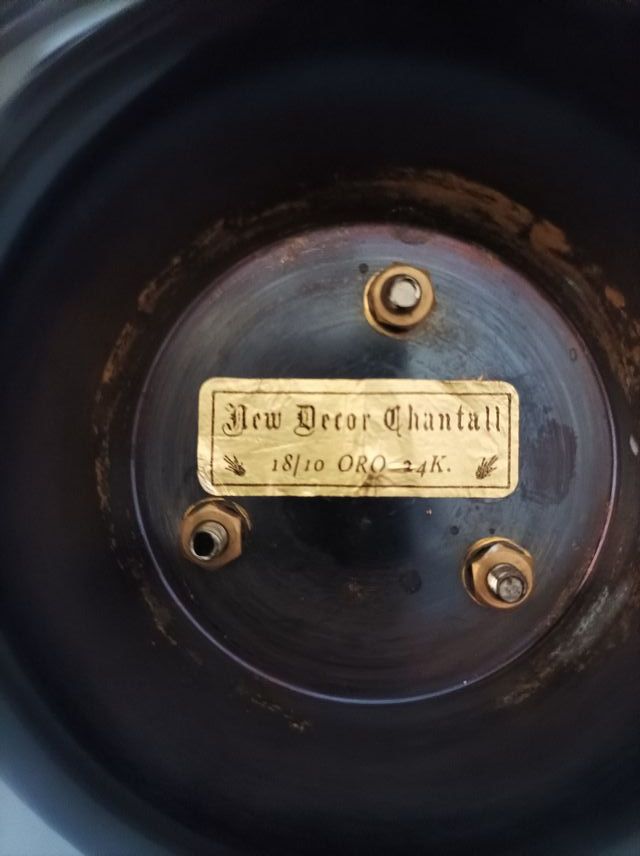 New Decor Chantall
18/10 ORO 24K.